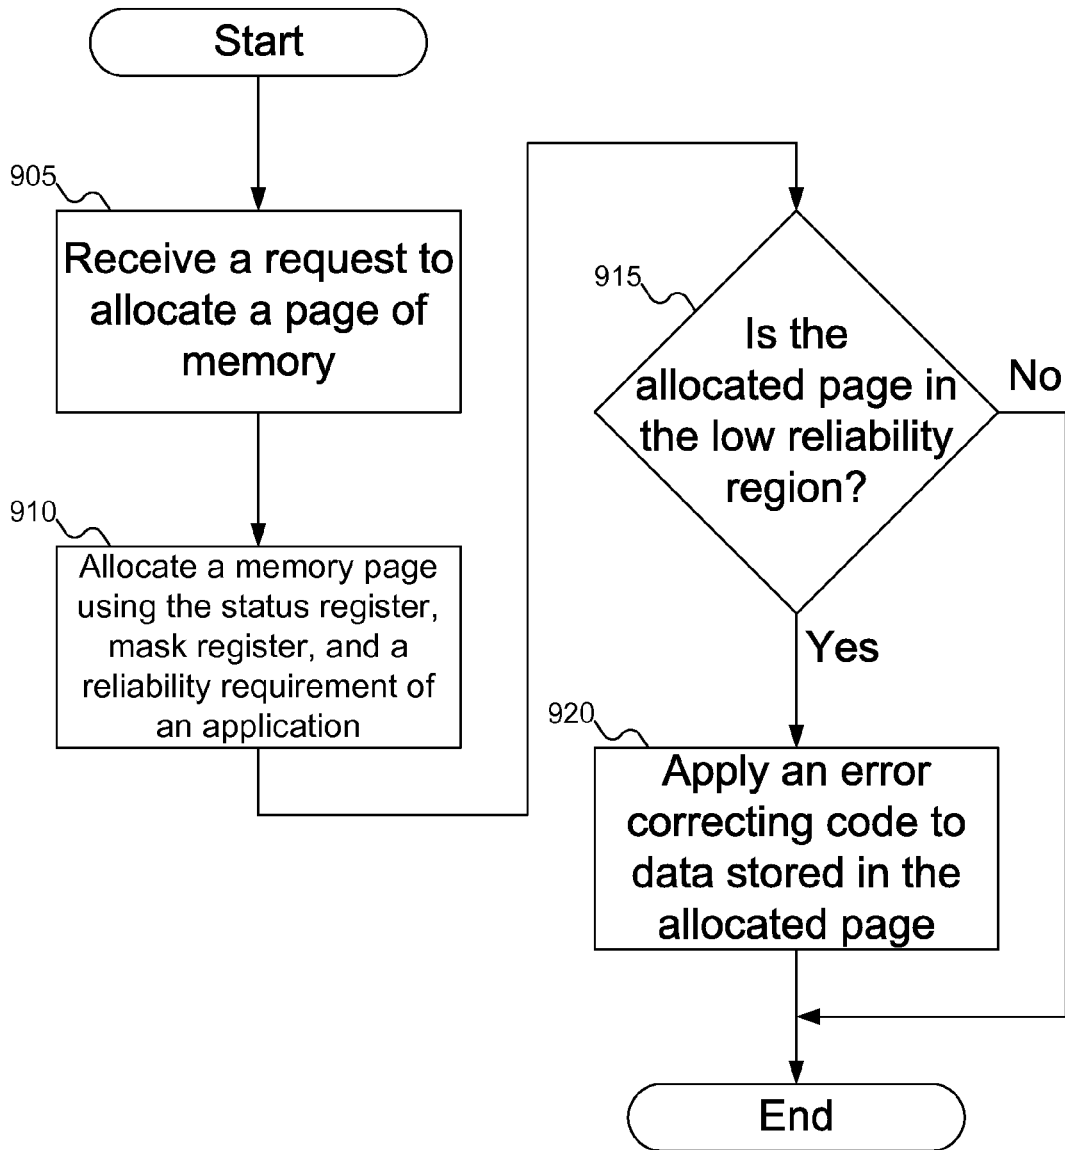 Start
905
Receive a request to
allocate a page of
memory
910
Allocate a memory page
using the status register,
mask register, and a
reliability requirement of
an application
915
Is the
allocated page in
the low reliability
region?
No
Yes
920
Apply an error
correcting code to
data stored in the
allocated page
End